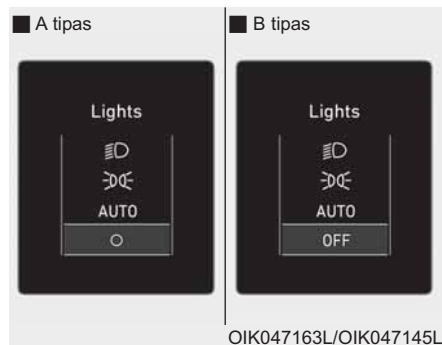 A tipas
Lights
AUTO
O
B tipas
Lights
AUTO
OFF
OIK047163L/OIK047145L